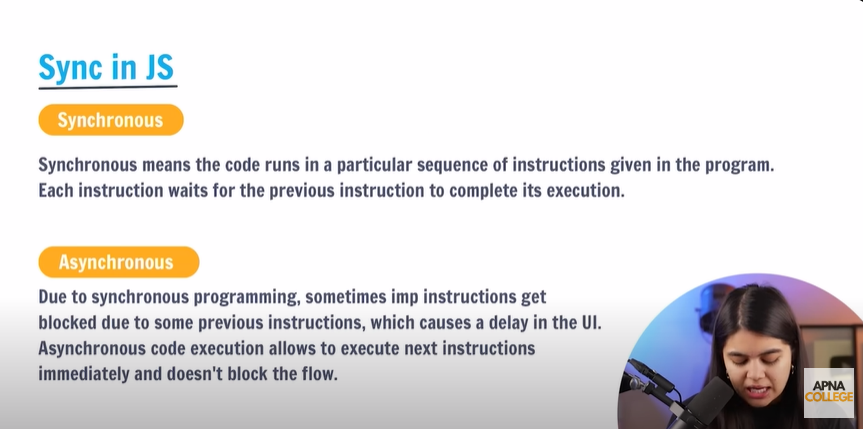 Sync in JS
Synchronous
Synchronous means the code runs in a particular sequence of instructions given in the program.
Each instruction waits for the previous instruction to complete its execution.
Asynchronous
Due to synchronous programming, sometimes imp instructions get
blocked due to some previous instructions, which causes a delay in the UI.
Asynchronous code execution allows to execute next instructions
immediately and doesn't block the flow.
APNA
COLLEGE